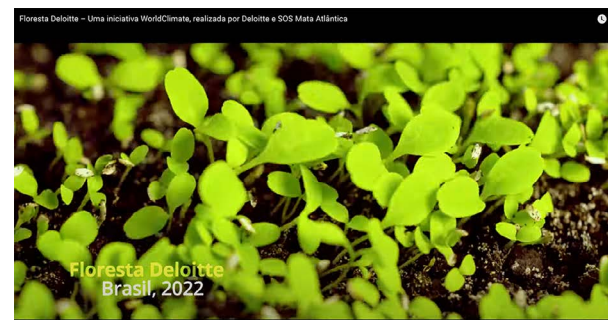 Floresta Deloitte – Uma iniciativa WorldClimate, realizada por Deloitte e SOS Mata Atlântica
Floresta Deloitte
Brasil, 2022